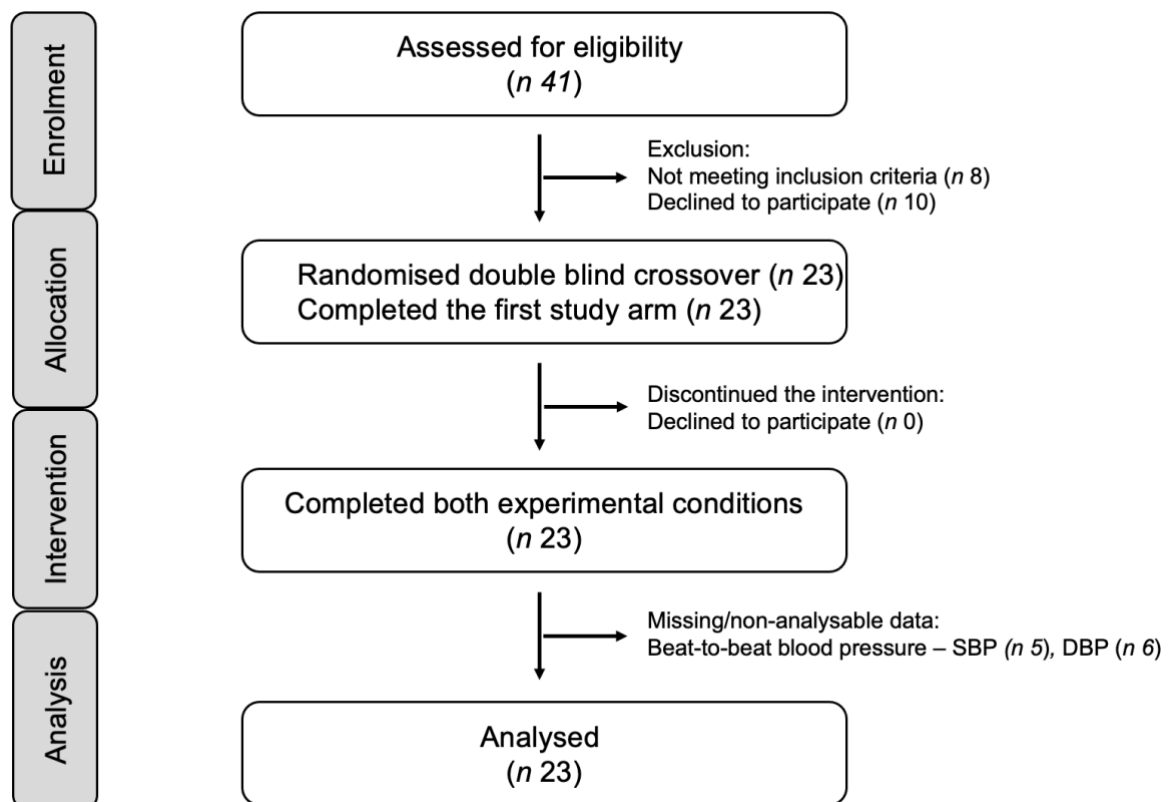 Enrolment
Assessed for eligibility
(n 41)
Exclusion:
Not meeting inclusion criteria (n 8)
Declined to participate (n 10)
Allocation
Randomised double blind crossover (n 23)
Completed the first study arm (n 23)
Discontinued the intervention:
Declined to participate (n 0)
Intervention
Completed both experimental conditions
(n 23)
Missing/non-analysable data:
Beat-to-beat blood pressure – SBP (n 5), DBP (n 6)
Analysis
Analysed
(n 23)